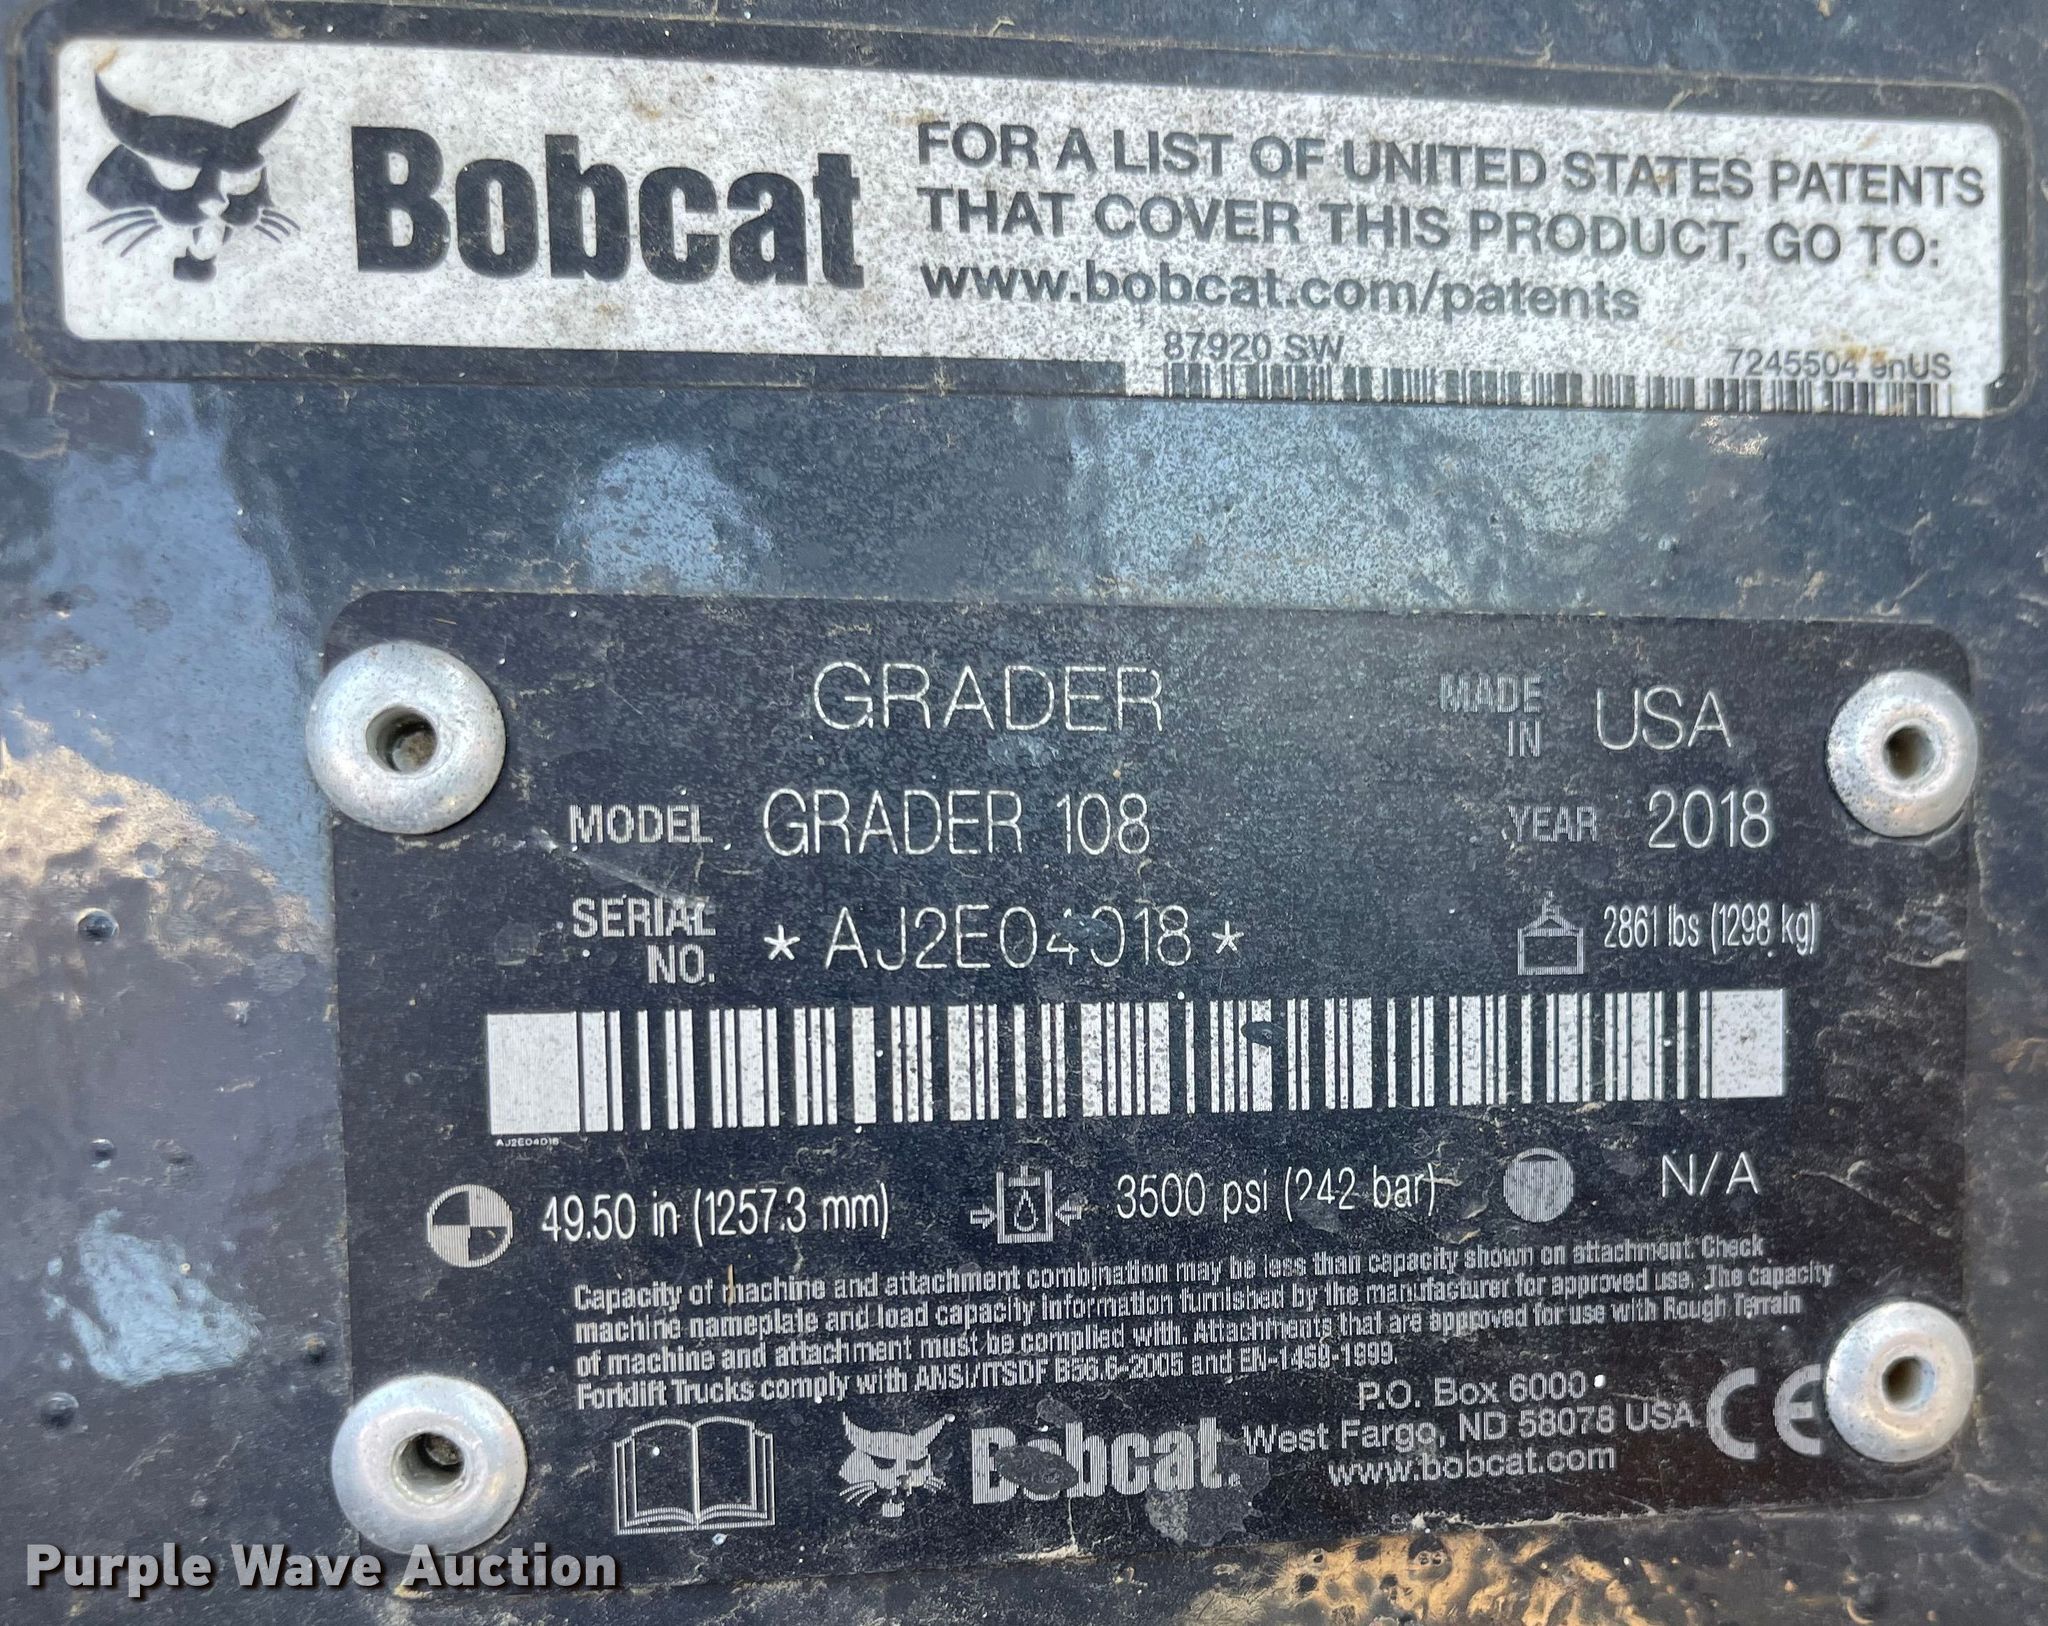 Bobcat
FOR A LIST OF UNITED STATES PATENTS
THAT COVER THIS PRODUCT, GO TO:
www.bobcat.com/patents
87920 SW
7245504 enUS
GRADER
MADE IN USA
MODEL GRADER 108
YEAR 2018
SERIAL NO. *AJ2E04018*
2861 lbs (1298 kg)
AJ2E04018
49.50 in (1257.3 mm)
3500 psi (242 bar)
N/A
Capacity of machine and attachment combination may be less than capacity shown on attachment. Check
machine nameplate and load capacity information furnished by the manufacturer for approved use. The capacity
of machine and attachment must be complied with. Attachments that are approved for use with Rough Terrain
Forklift Trucks comply with ANSI/ITSDF B56.6-2005 and EN-1459-1999.
Bobcat.
P.O. Box 6000
West Fargo, ND 58078 USA
www.bobcat.com
CE
Purple Wave Auction